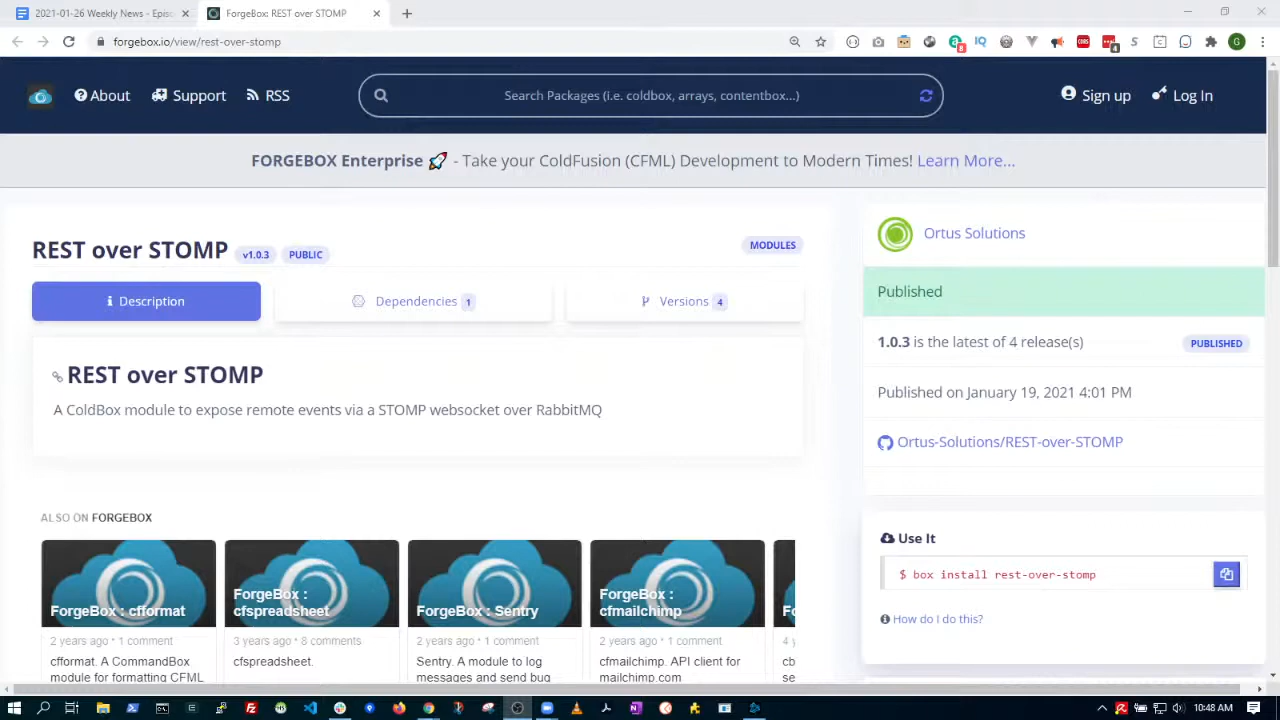 2021-01-26 Weekly News - Episo
ForgeBox: REST over STOMP
forgebox.io/view/rest-over-stomp
About
Support
RSS
Search Packages (i.e. coldbox, arrays, contentbox...)
Sign up
Log In
FORGEBOX Enterprise 🚀 - Take your ColdFusion (CFML) Development to Modern Times! Learn More...
REST over STOMP v1.0.3 PUBLIC
MODULES
Description
Dependencies 1
Versions 4
REST over STOMP
A ColdBox module to expose remote events via a STOMP websocket over RabbitMQ
ALSO ON FORGEBOX
ForgeBox : cfformat
2 years ago • 1 comment
cfformat. A CommandBox
module for formatting CFML
ForgeBox :
cfspreadsheet
3 years ago • 8 comments
cfspreadsheet.
ForgeBox : Sentry
2 years ago • 1 comment
Sentry. A module to log
messages and send bug
ForgeBox :
cfmailchimp
2 years ago • 1 comment
cfmailchimp. API client for
mailchimp.com
Ortus Solutions
Published
1.0.3 is the latest of 4 release(s)
PUBLISHED
Published on January 19, 2021 4:01 PM
Ortus-Solutions/REST-over-STOMP
Use It
$ box install rest-over-stomp
How do I do this?
10:48 AM